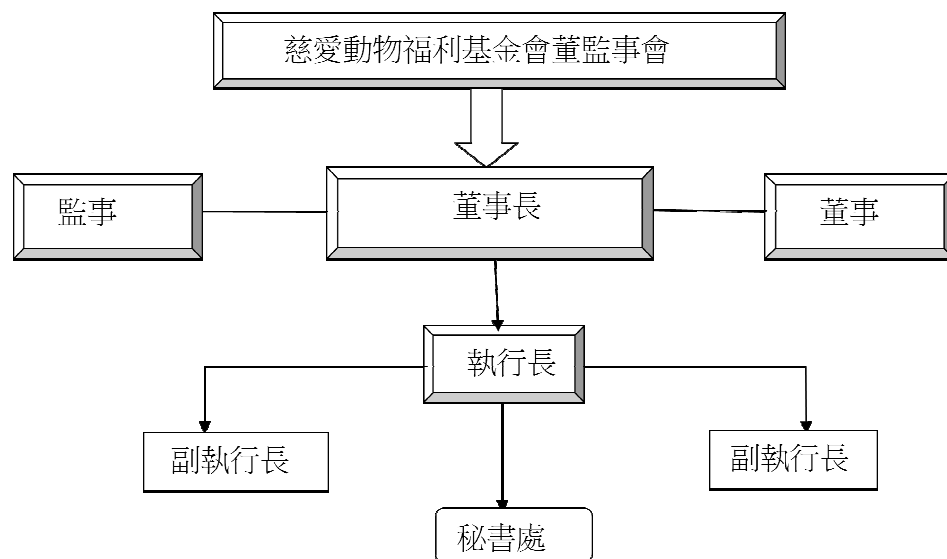 慈愛動物福利基金會董監事會
監事
董事長
董事
執行長
副執行長
副執行長
秘書處